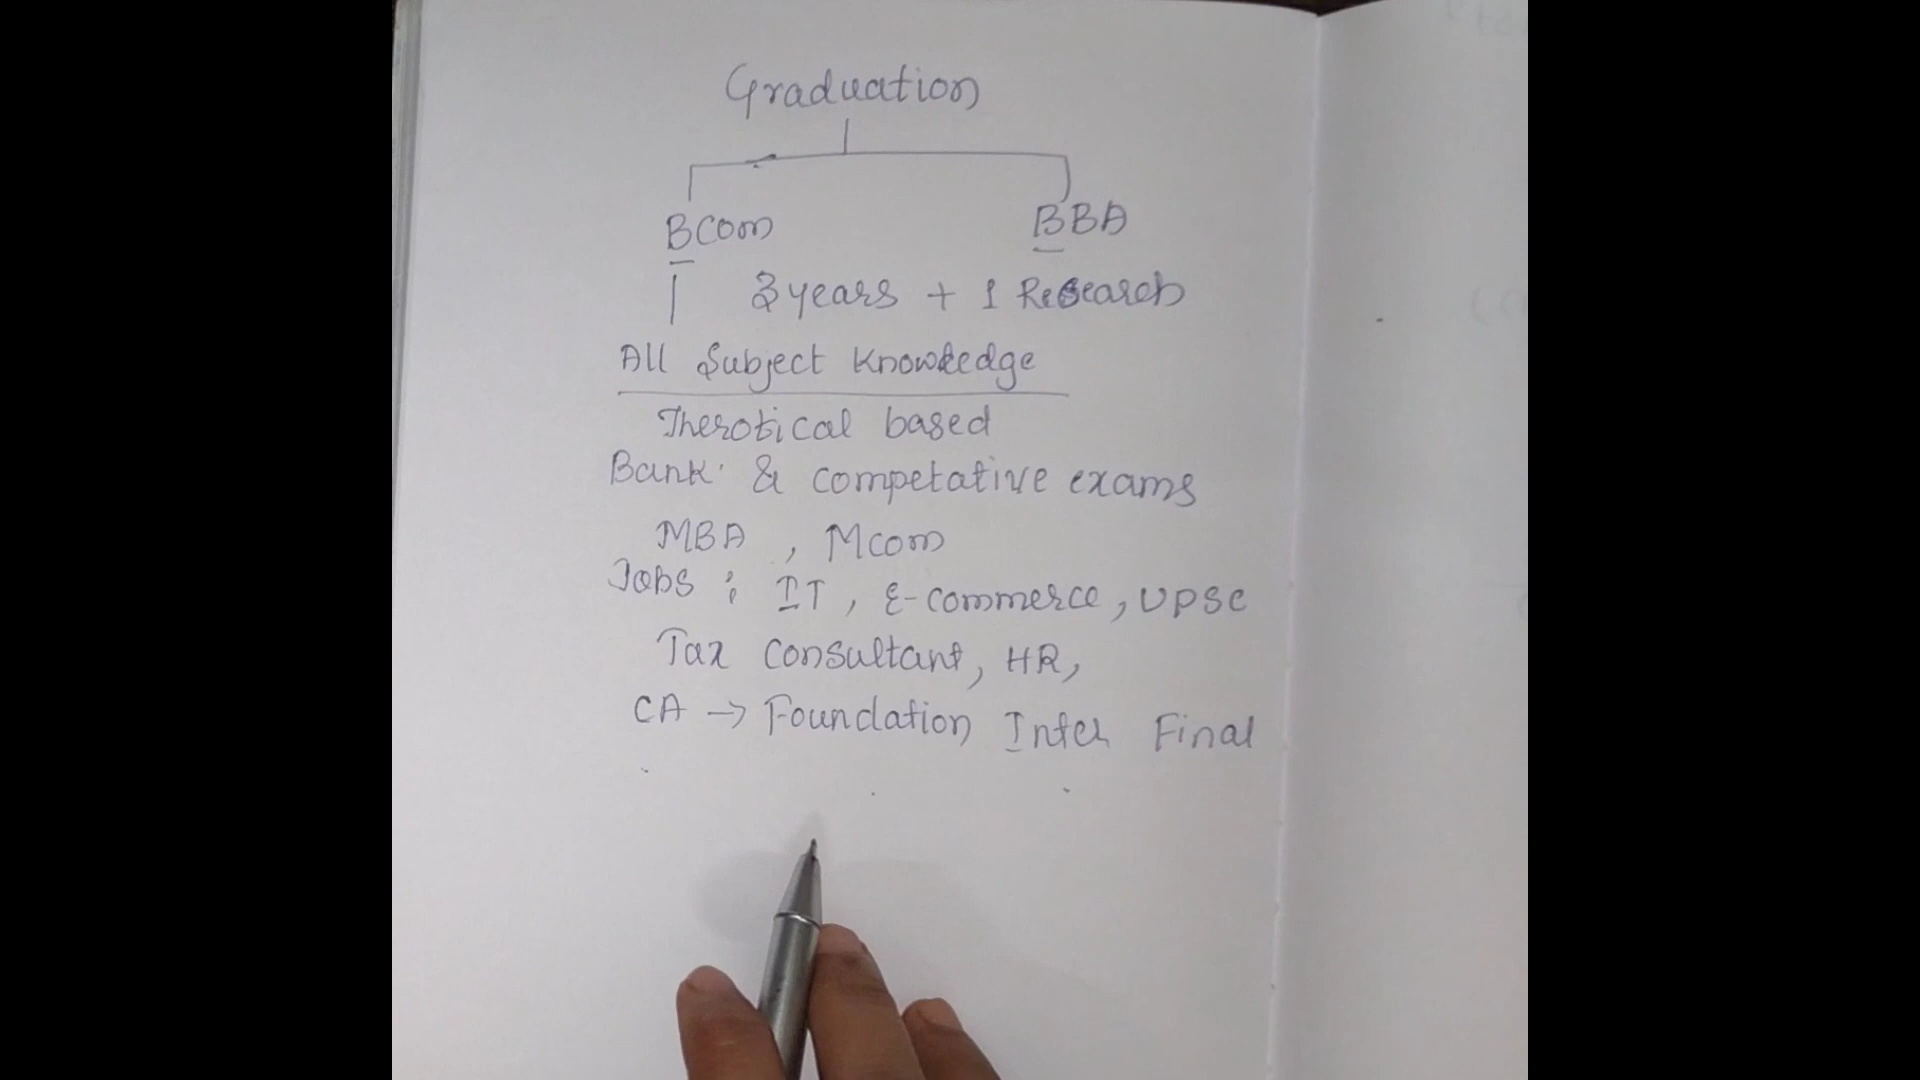 Graduation
Bcom BBA
3 years + 1 Research
All Subject Knowledge
Therotical based
Bank & competative exams
MBA , Mcom
Jobs : IT, E-commerce, UPSC
Tax Consultant, HR,
CA → Foundation Inter Final